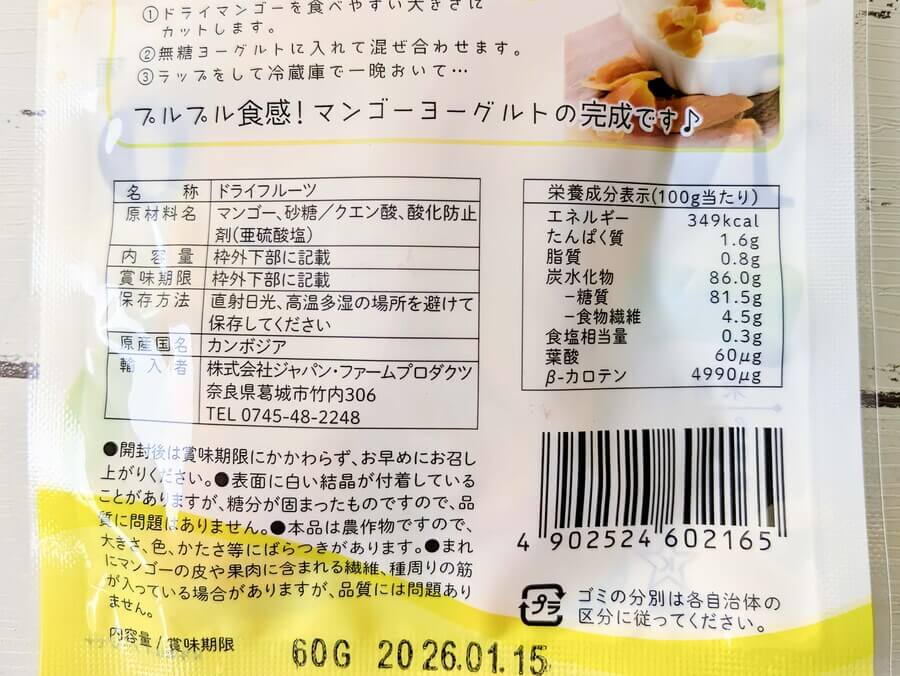 ①ドライマンゴーを食べやすい大きさに
カットします。
②無糖ヨーグルトに入れて混ぜ合わせます。
③ラップをして冷蔵庫で一晩おいて…
プルプル食感!マンゴーヨーグルトの完成です♪
名称 ドライフルーツ
原材料名 マンゴー、砂糖/クエン酸、酸化防止
剤(亜硫酸塩)
内容量 枠外下部に記載
賞味期限 枠外下部に記載
保存方法 直射日光、高温多湿の場所を避けて
保存してください
原産国名 カンボジア
輸入者 株式会社ジャパン・ファームプロダクツ
奈良県葛城市竹内306
TEL 0745-48-2248
●開封後は賞味期限にかかわらず、お早めにお召し
上がりください。●表面に白い結晶が付着している
ことがありますが、糖分が固まったものですので、品
質に問題はありません。●本品は農作物ですので、
大きさ、色、かたさ等にばらつきがあります。●まれ
にマンゴーの皮や果肉に含まれる繊維、種周りの筋
が入っている場合がありますが、品質には問題あり
ません。
内容量/賞味期限
60G 2026.01.15
栄養成分表示(100g当たり)
エネルギー 349kcal
たんぱく質 1.6g
脂質 0.8g
炭水化物 86.0g
−糖質 81.5g
−食物繊維 4.5g
食塩相当量 0.3g
葉酸 60μg
β-カロテン 4990μg
4 902524 602165
プラ
ゴミの分別は各自治体の
区分に従ってください。